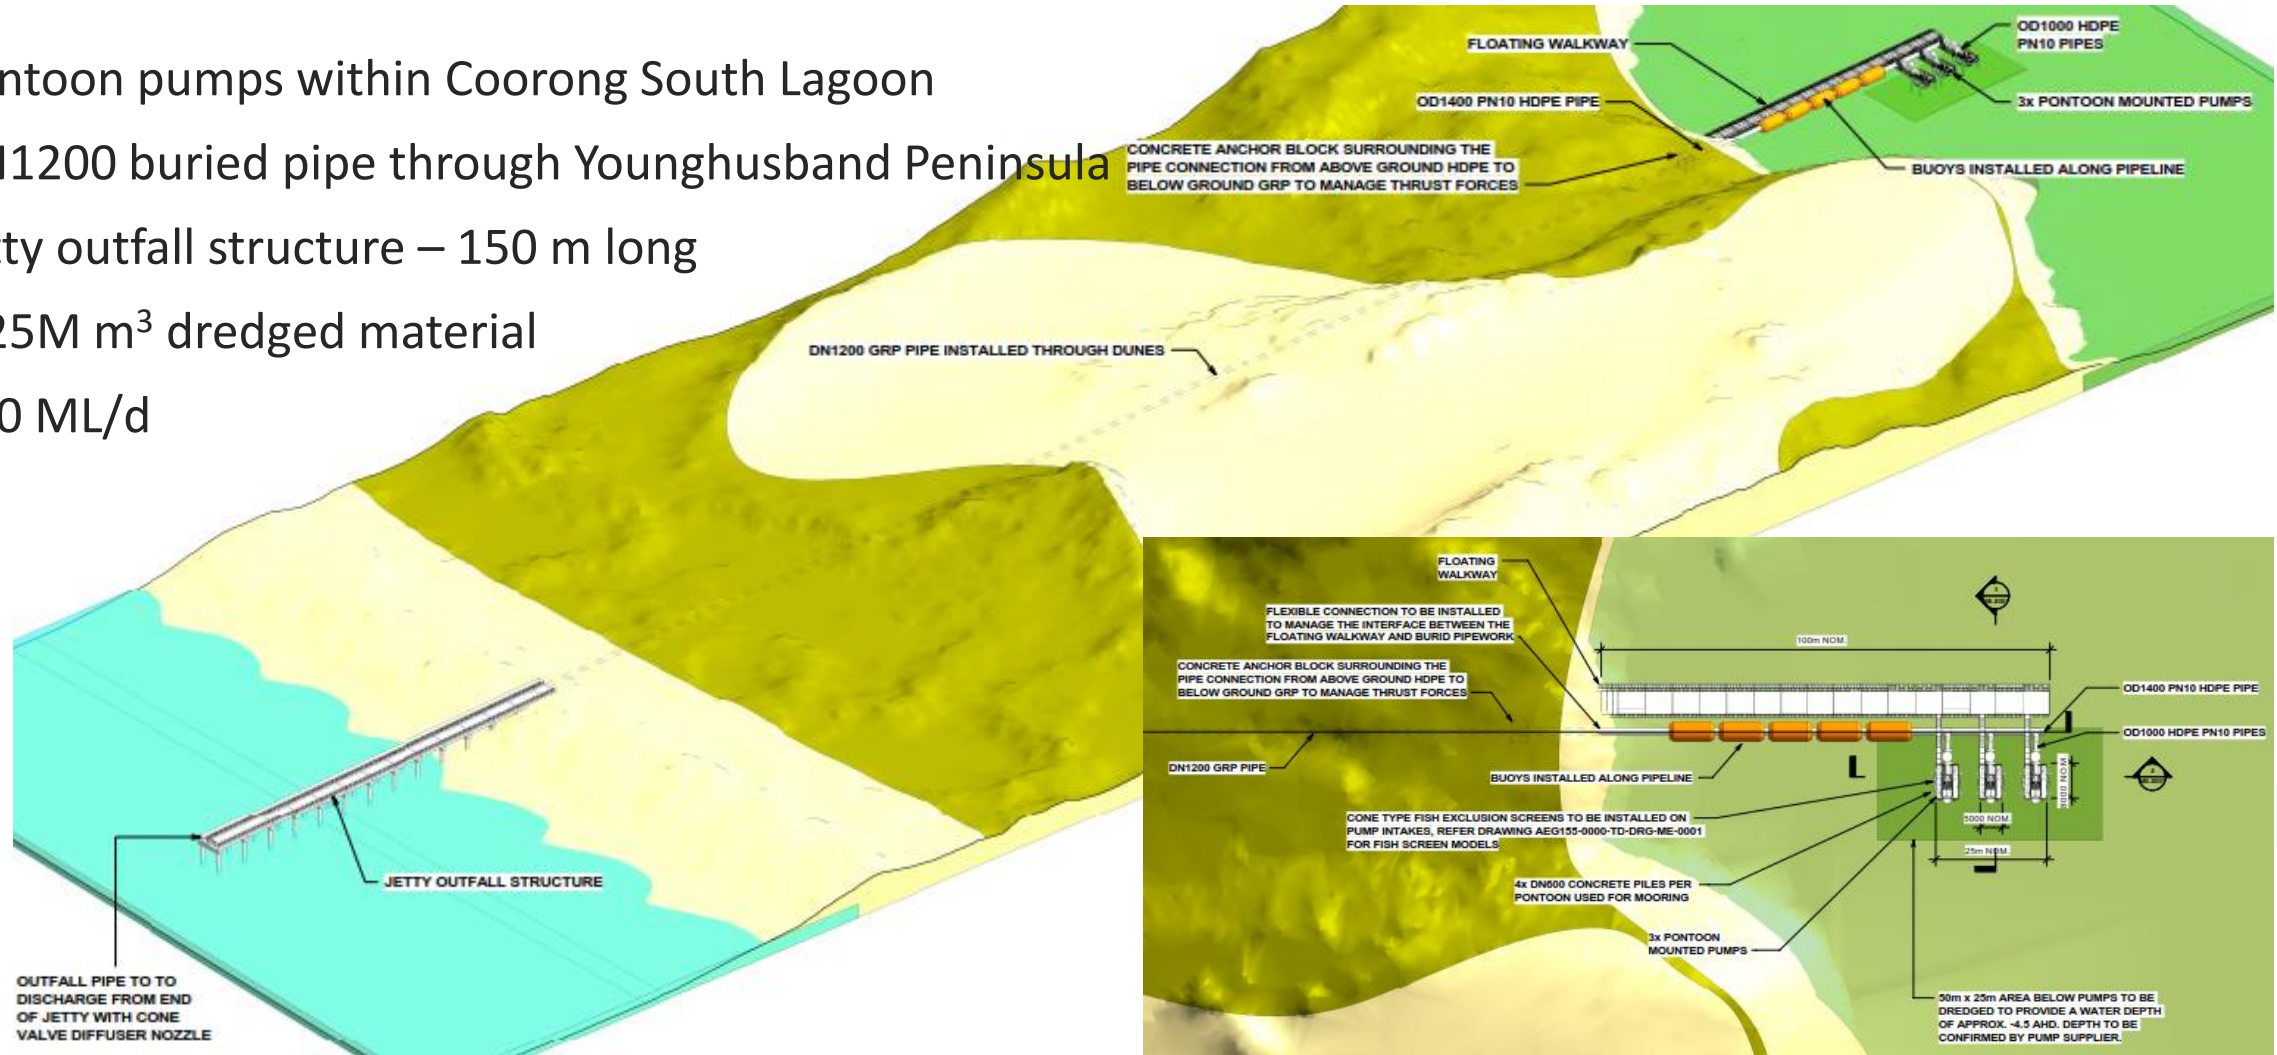 ntoon pumps within Coorong South Lagoon
1200 buried pipe through Younghusband Peninsula
tty outfall structure – 150 m long
25M m³ dredged material
0 ML/d
FLOATING WALKWAY
OD1000 HDPE
PN10 PIPES
OD1400 PN10 HDPE PIPE
3x PONTOON MOUNTED PUMPS
CONCRETE ANCHOR BLOCK SURROUNDING THE
PIPE CONNECTION FROM ABOVE GROUND HDPE TO
BELOW GROUND GRP TO MANAGE THRUST FORCES
BUOYS INSTALLED ALONG PIPELINE
DN1200 GRP PIPE INSTALLED THROUGH DUNES
JETTY OUTFALL STRUCTURE
OUTFALL PIPE TO TO
DISCHARGE FROM END
OF JETTY WITH CONE
VALVE DIFFUSER NOZZLE
FLOATING
WALKWAY
FLEXIBLE CONNECTION TO BE INSTALLED
TO MANAGE THE INTERFACE BETWEEN THE
FLOATING WALKWAY AND BURID PIPEWORK
100m NOM.
CONCRETE ANCHOR BLOCK SURROUNDING THE
PIPE CONNECTION FROM ABOVE GROUND HDPE TO
BELOW GROUND GRP TO MANAGE THRUST FORCES
OD1400 PN10 HDPE PIPE
OD1000 HDPE PN10 PIPES
DN1200 GRP PIPE
BUOYS INSTALLED ALONG PIPELINE
8000 NOM
CONE TYPE FISH EXCLUSION SCREENS TO BE INSTALLED ON
PUMP INTAKES, REFER DRAWING AEG155-0000-TD-DRG-ME-0001
FOR FISH SCREEN MODELS
5000 NOM.
25m NOM.
4x DN600 CONCRETE PILES PER
PONTOON USED FOR MOORING
3x PONTOON
MOUNTED PUMPS
50m x 25m AREA BELOW PUMPS TO BE
DREDGED TO PROVIDE A WATER DEPTH
OF APPROX. -4.5 AHD. DEPTH TO BE
CONFIRMED BY PUMP SUPPLIER.